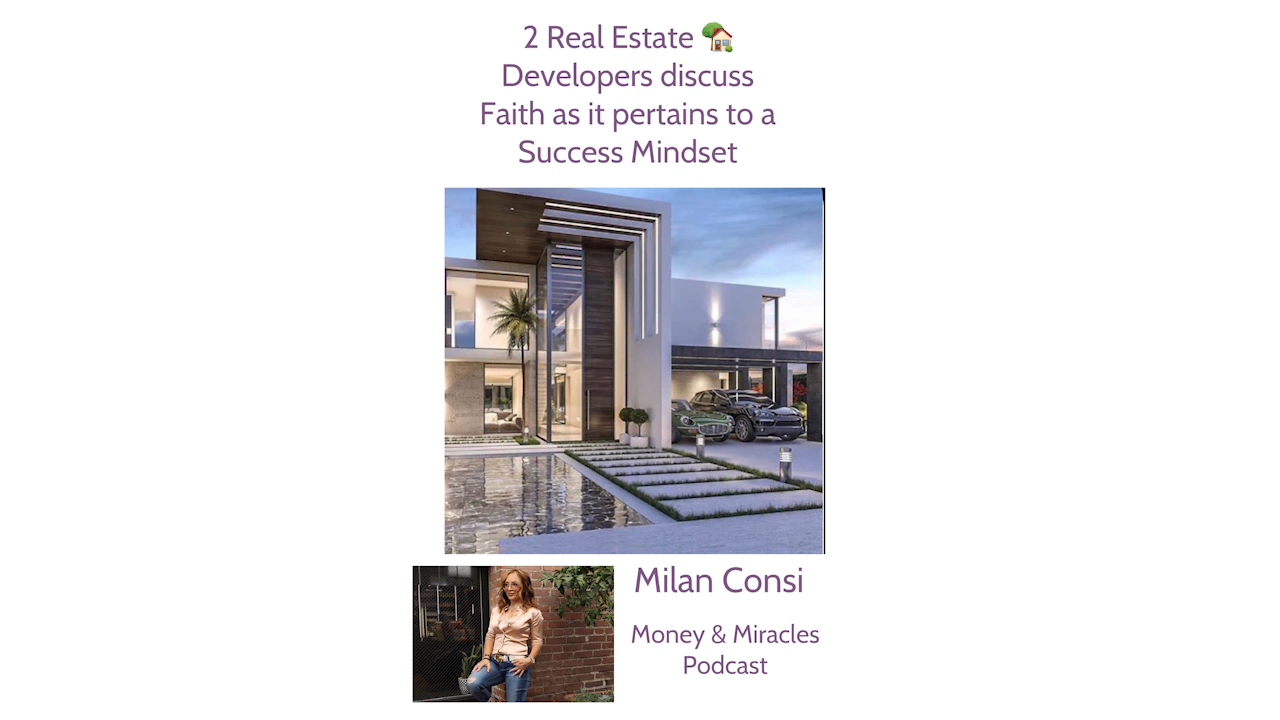 2 Real Estate 🏡
Developers discuss
Faith as it pertains to a
Success Mindset
Milan Consi
Money & Miracles
Podcast